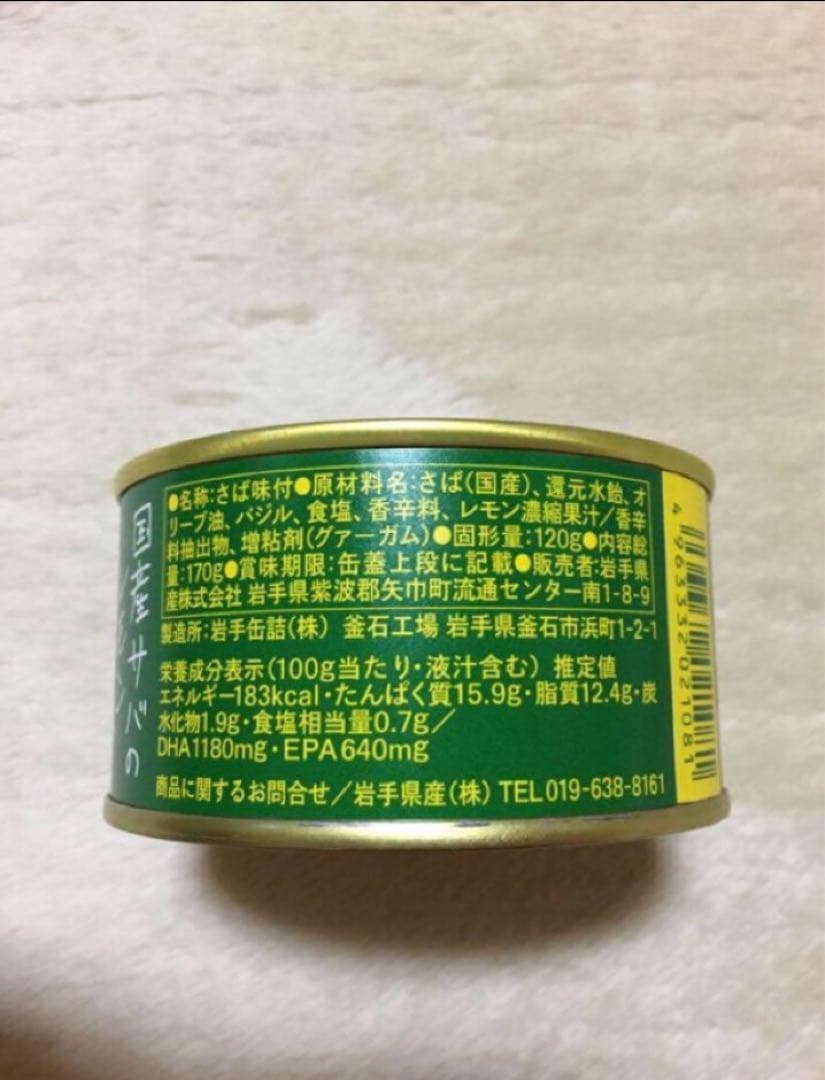 ●名称:さば味付●原材料名:さば(国産)、還元水飴、オ
リーブ油、バジル、食塩、香辛料、レモン濃縮果汁/香辛
料抽出物、増粘剤(グァーガム)●固形量:120g●内容総
量:170g●賞味期限:缶蓋上段に記載●販売者:岩手県
産株式会社 岩手県紫波郡矢巾町流通センター南1-8-9
製造所:岩手缶詰(株) 釜石工場 岩手県釜石市浜町1-2-1
栄養成分表示(100g当たり・液汁含む) 推定値
エネルギー183kcal・たんぱく質15.9g・脂質12.4g・炭
水化物1.9g・食塩相当量0.7g/
DHA1180mg・EPA640mg
商品に関するお問合せ/岩手県産(株) TEL019-638-8161
国産サバの
4963332021081